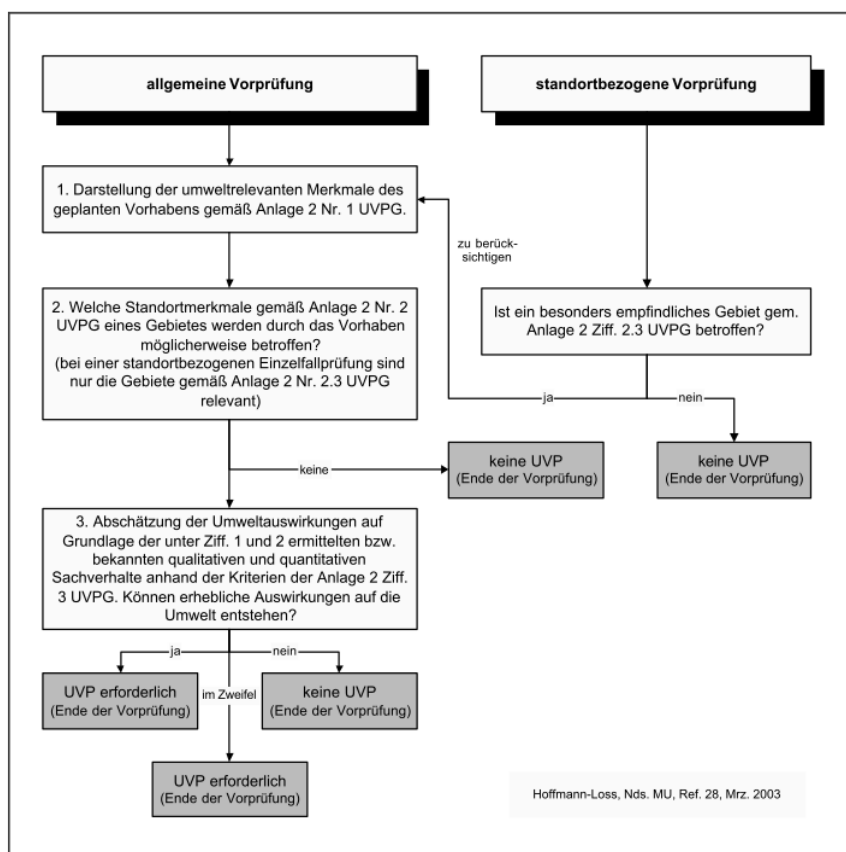 allgemeine Vorprüfung
standortbezogene Vorprüfung
1. Darstellung der umweltrelevanten Merkmale des
geplanten Vorhabens gemäß Anlage 2 Nr. 1 UVPG.
zu berück-
sichtigen
2. Welche Standortmerkmale gemäß Anlage 2 Nr. 2
UVPG eines Gebietes werden durch das Vorhaben
möglicherweise betroffen?
(bei einer standortbezogenen Einzelfallprüfung sind
nur die Gebiete gemäß Anlage 2 Nr. 2.3 UVPG
relevant)
Ist ein besonders empfindliches Gebiet gem.
Anlage 2 Ziff. 2.3 UVPG betroffen?
ja
nein
keine
keine UVP
(Ende der Vorprüfung)
keine UVP
(Ende der Vorprüfung)
3. Abschätzung der Umweltauswirkungen auf
Grundlage der unter Ziff. 1 und 2 ermittelten bzw.
bekannten qualitativen und quantitativen
Sachverhalte anhand der Kriterien der Anlage 2 Ziff.
3 UVPG. Können erhebliche Auswirkungen auf die
Umwelt entstehen?
ja
nein
UVP erforderlich
(Ende der Vorprüfung)
im Zweifel
keine UVP
(Ende der Vorprüfung)
UVP erforderlich
(Ende der Vorprüfung)
Hoffmann-Loss, Nds. MU, Ref. 28, Mrz. 2003